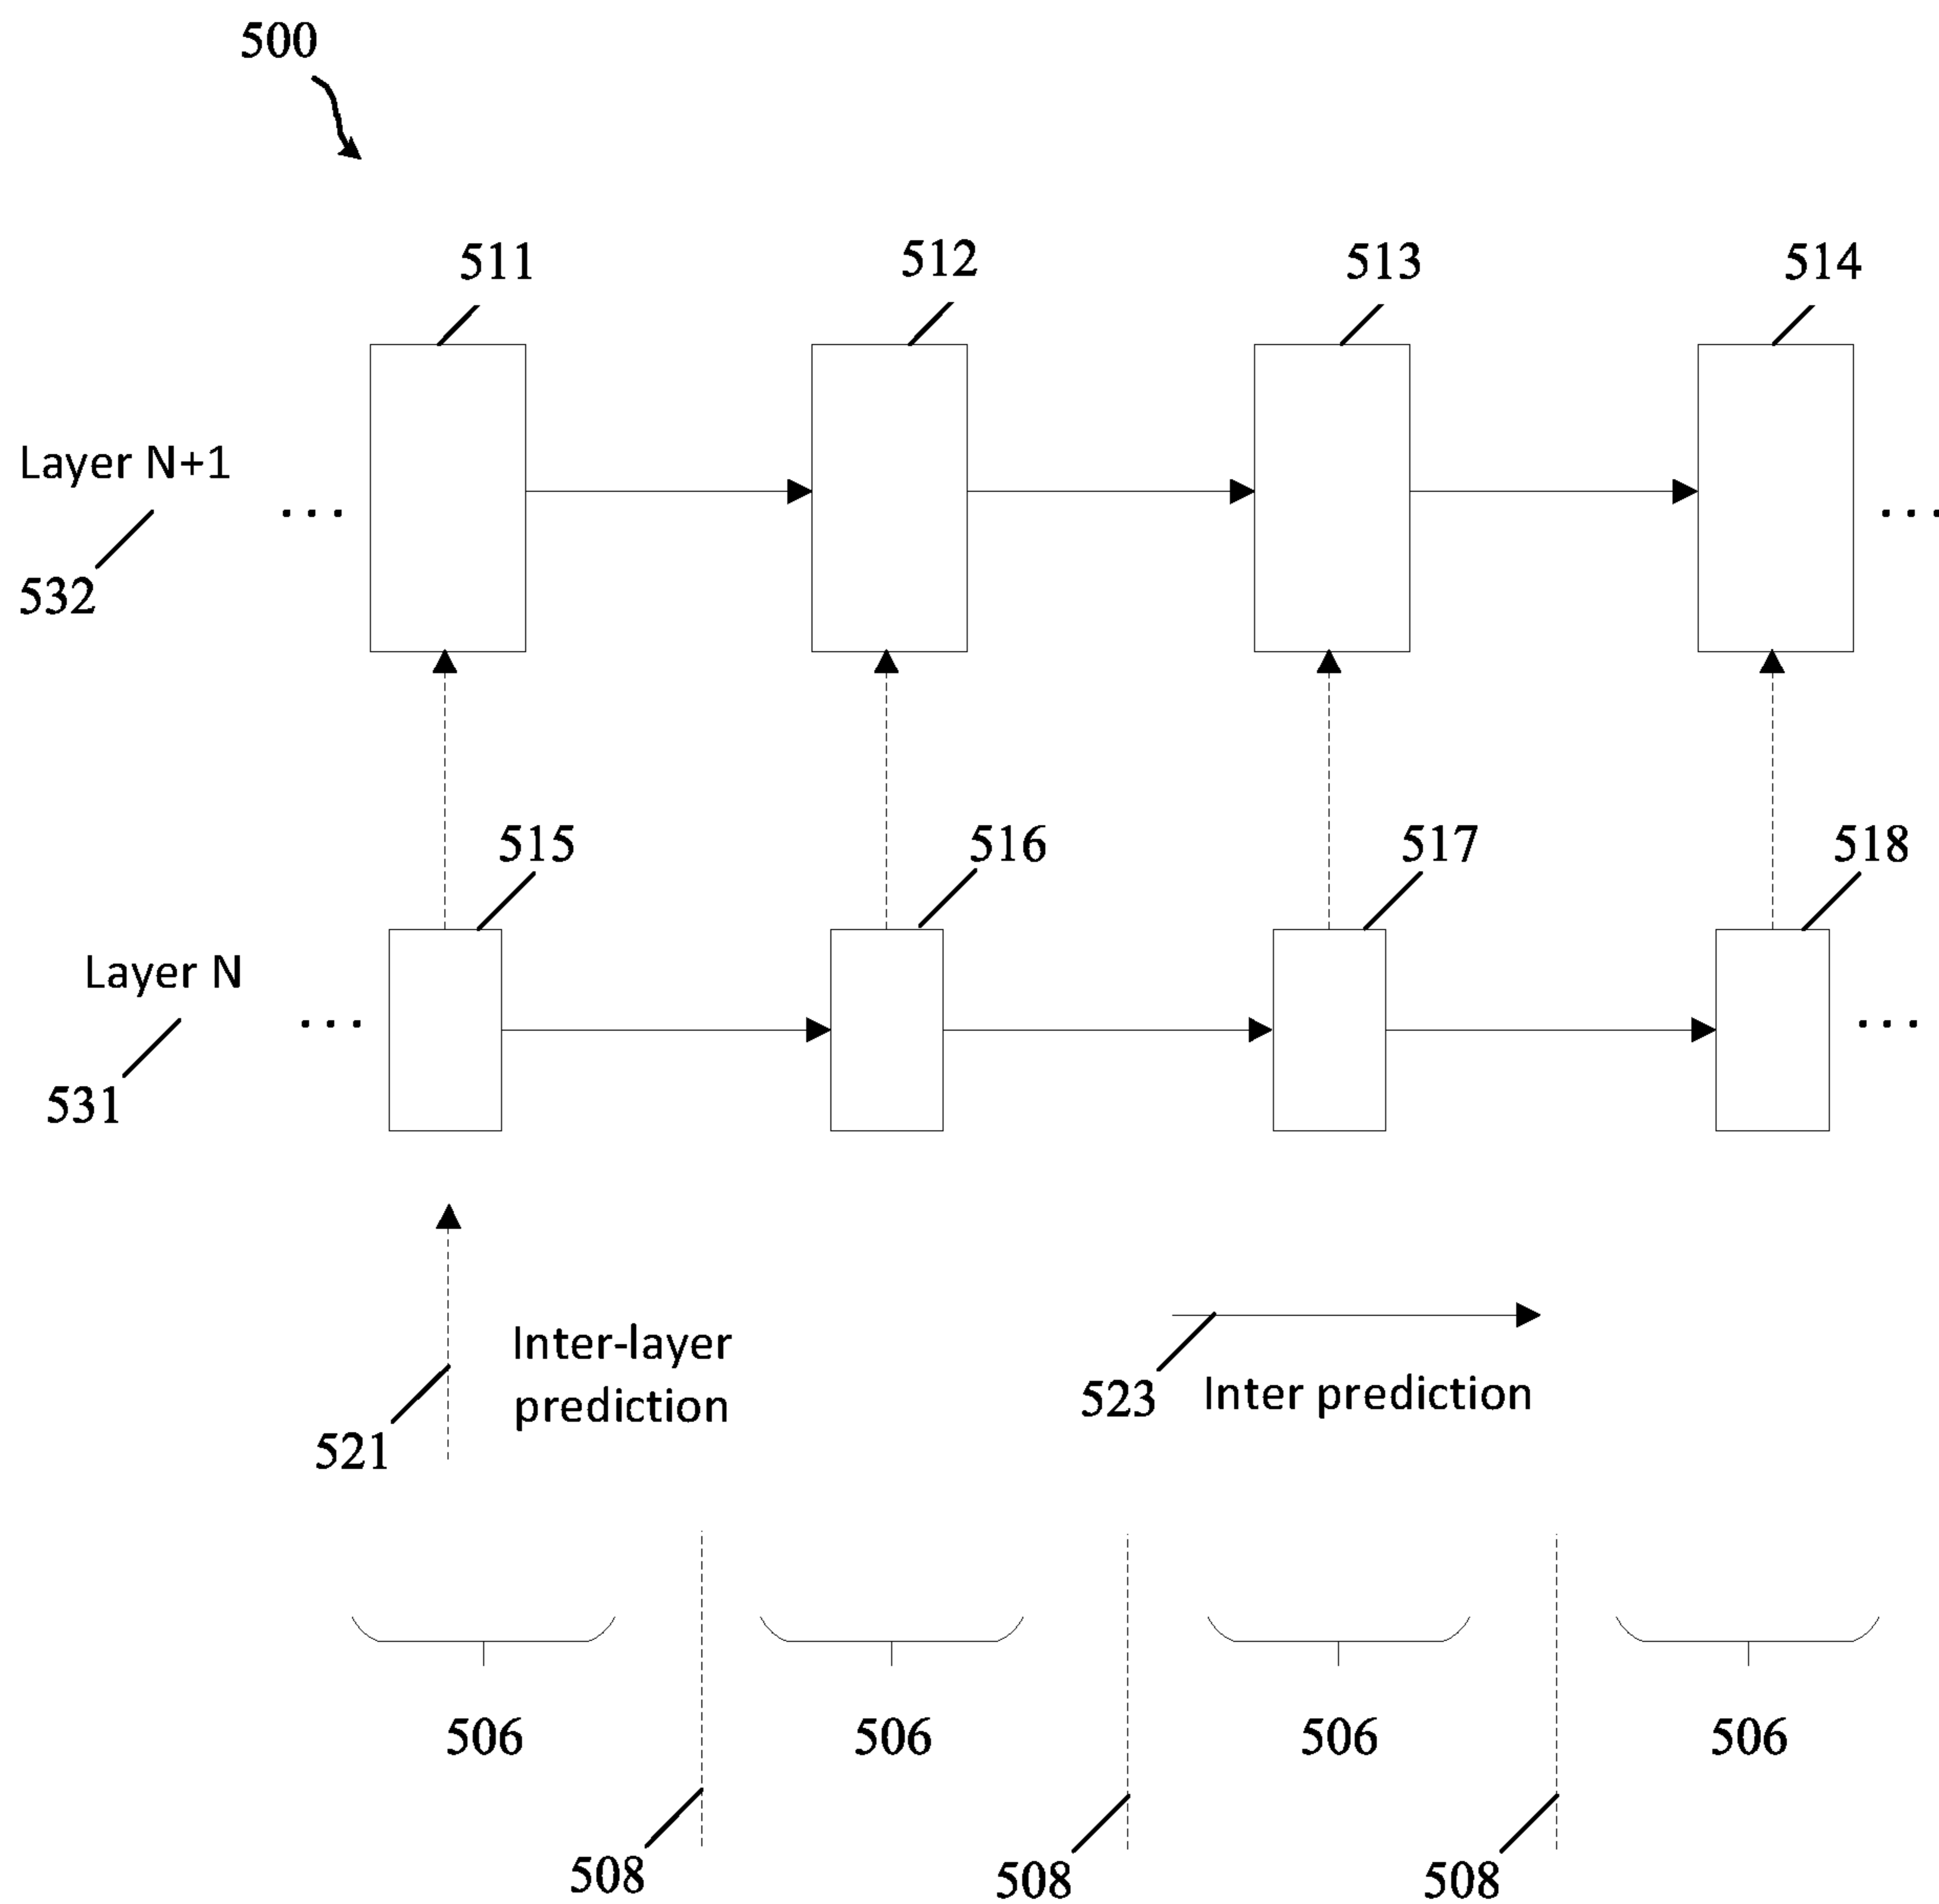 500
511 512 513 514
Layer N+1
... ...
532
515 516 517 518
Layer N
... ...
531
Inter-layer
prediction
521
523 Inter prediction
506 506 506 506
508 508 508